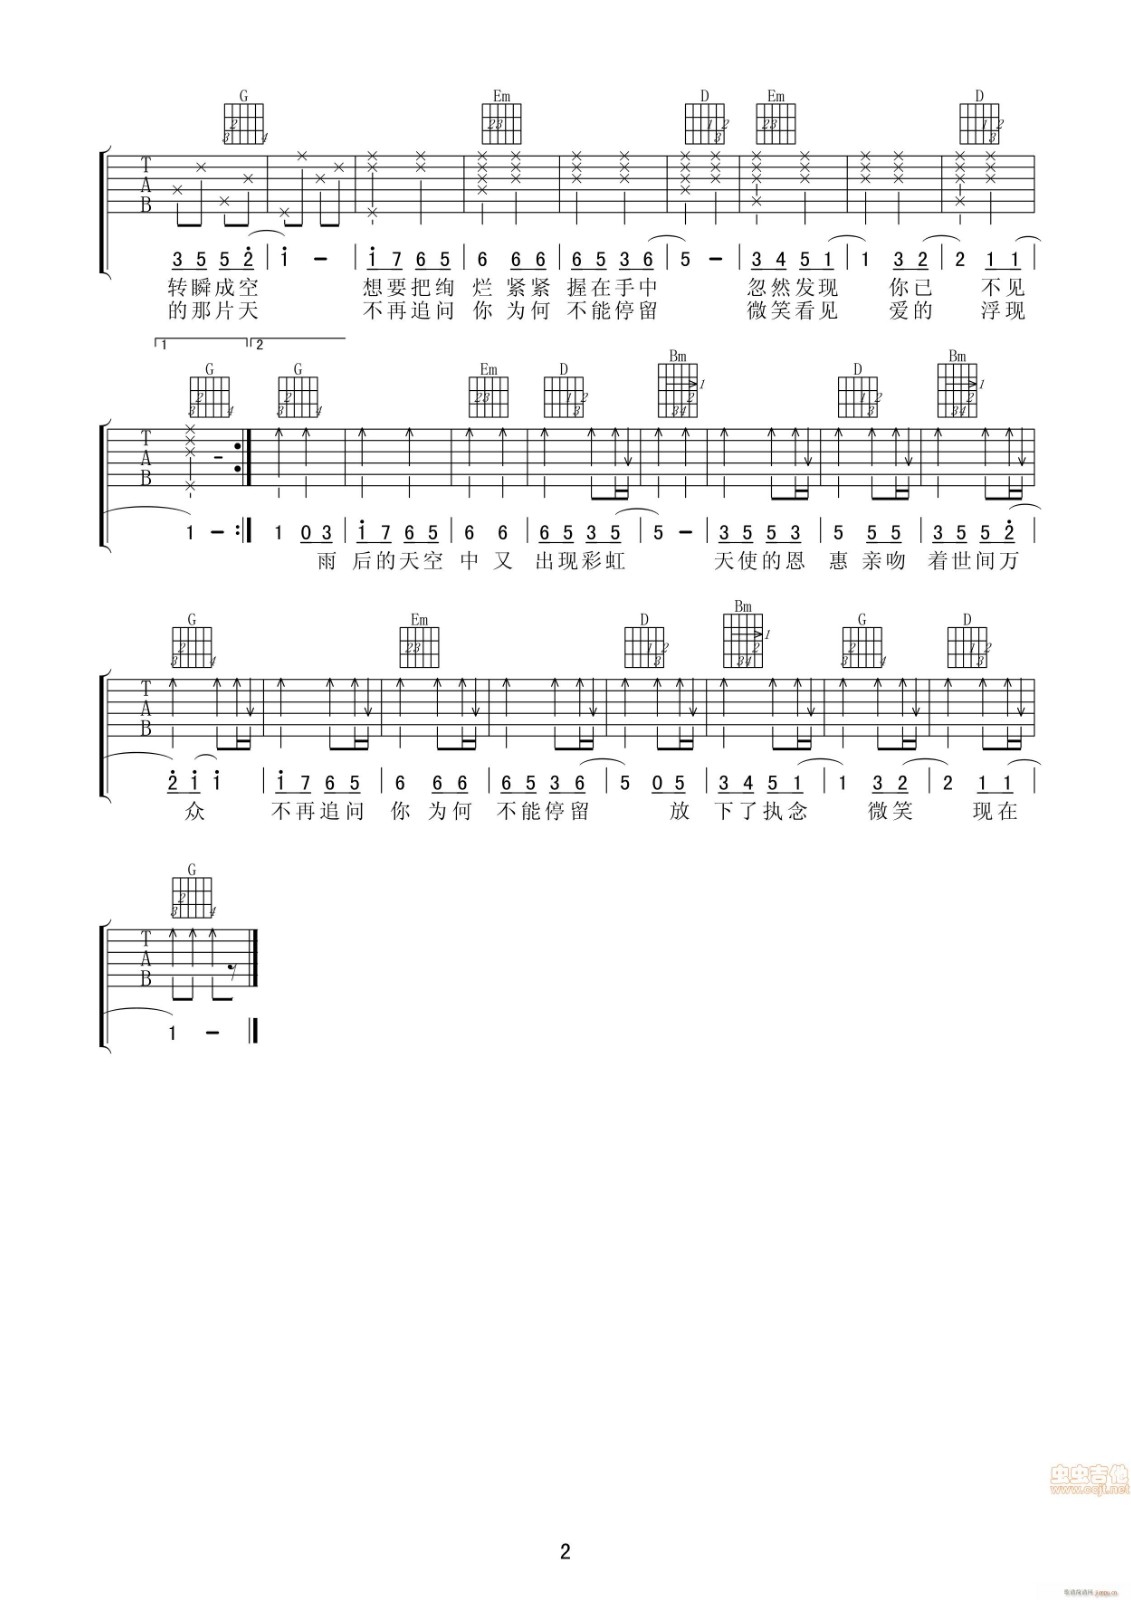 G Em D Em D
T A B
3 5 5 2 | 1 - | 1 7 6 5 | 6 6 6 | 6 5 3 6 | 5 - | 3 4 5 1 | 1 3 2 | 2 1 1
转瞬成空 想要把绚 烂 紧紧 握在手中 忽然发现 你已 不见
的那片天 不再追问 你 为何 不能停留 微笑看见 爱的 浮现
1 2
G G Em D Bm D Bm
T A B
1 - :| 1 0 3 | 1 7 6 5 | 6 6 | 6 5 3 5 | 5 - | 3 5 5 3 | 5 5 5 | 3 5 5 2
雨 后的天空 中 又 出现彩虹 天使的恩 惠 亲吻 着世间万
G Em D Bm G D
T A B
2 1 1 | 1 7 6 5 | 6 6 6 | 6 5 3 6 | 5 0 5 | 3 4 5 1 | 1 3 2 | 2 1 1
众 不再追问 你 为何 不能停留 放 下了执念 微笑 现在
G
T A B
1 - ||
虫虫吉他
www.ccjt.net
2